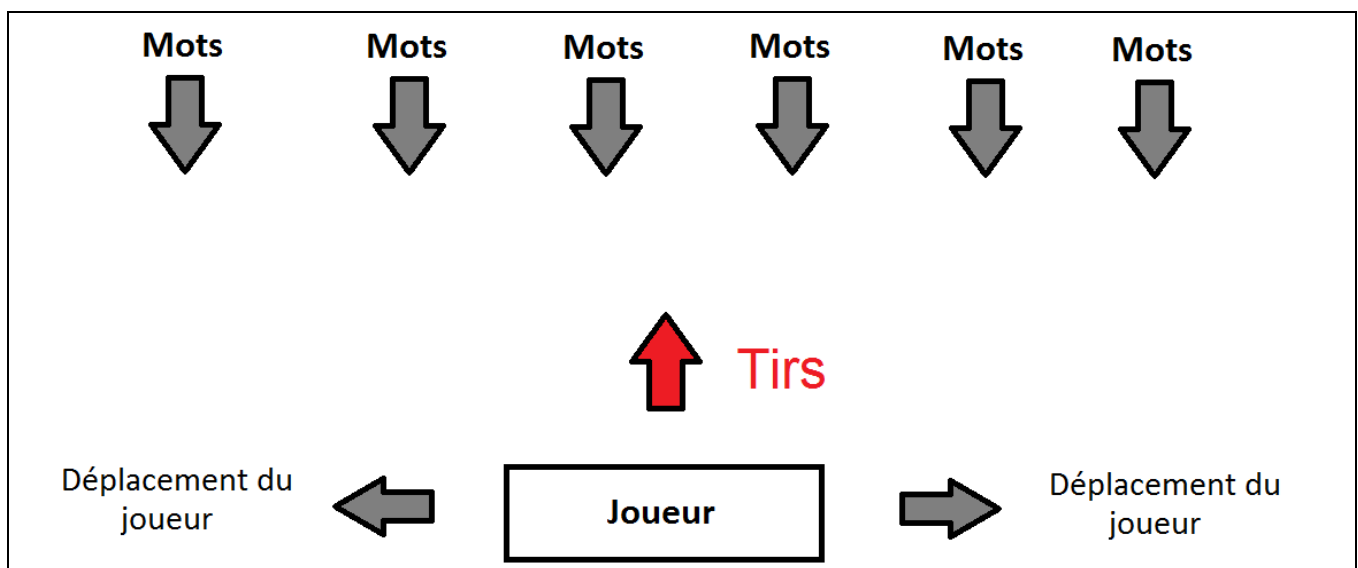 Mots Mots Mots Mots Mots Mots
Tirs
Déplacement du
joueur
Joueur
Déplacement du
joueur